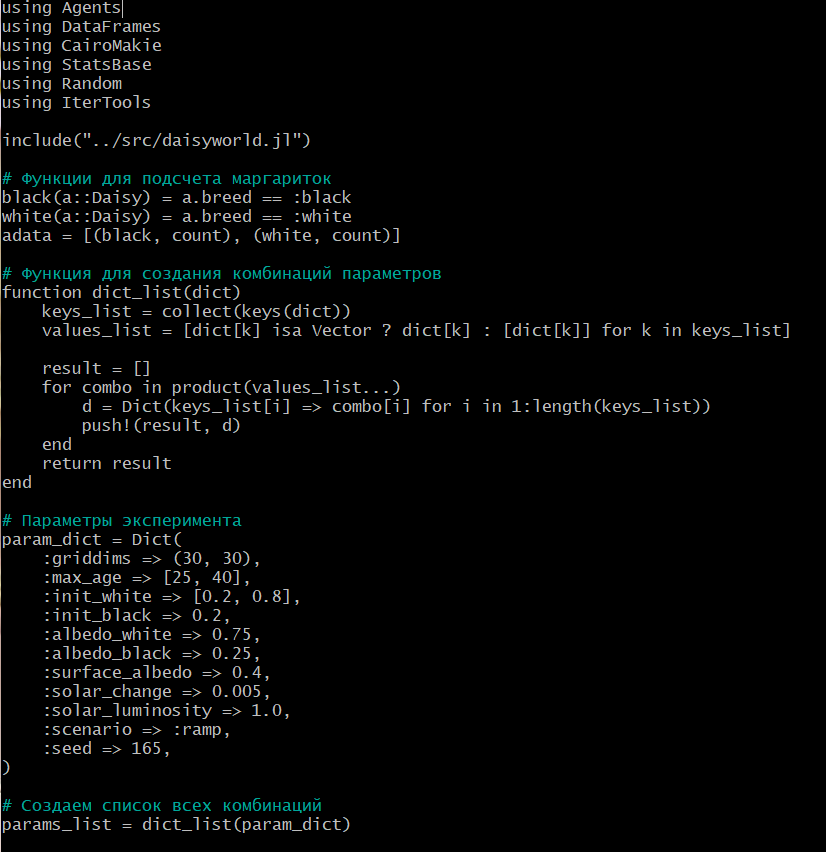 using Agents
using DataFrames
using CairoMakie
using StatsBase
using Random
using IterTools

include("../src/daisyworld.jl")

# Функции для подсчета маргариток
black(a::Daisy) = a.breed == :black
white(a::Daisy) = a.breed == :white
adata = [(black, count), (white, count)]

# Функция для создания комбинаций параметров
function dict_list(dict)
    keys_list = collect(keys(dict))
    values_list = [dict[k] isa Vector ? dict[k] : [dict[k]] for k in keys_list]

    result = []
    for combo in product(values_list...)
        d = Dict(keys_list[i] => combo[i] for i in 1:length(keys_list))
        push!(result, d)
    end
    return result
end

# Параметры эксперимента
param_dict = Dict(
    :griddims => (30, 30),
    :max_age => [25, 40],
    :init_white => [0.2, 0.8],
    :init_black => 0.2,
    :albedo_white => 0.75,
    :albedo_black => 0.25,
    :surface_albedo => 0.4,
    :solar_change => 0.005,
    :solar_luminosity => 1.0,
    :scenario => :ramp,
    :seed => 165,
)

# Создаем список всех комбинаций
params_list = dict_list(param_dict)